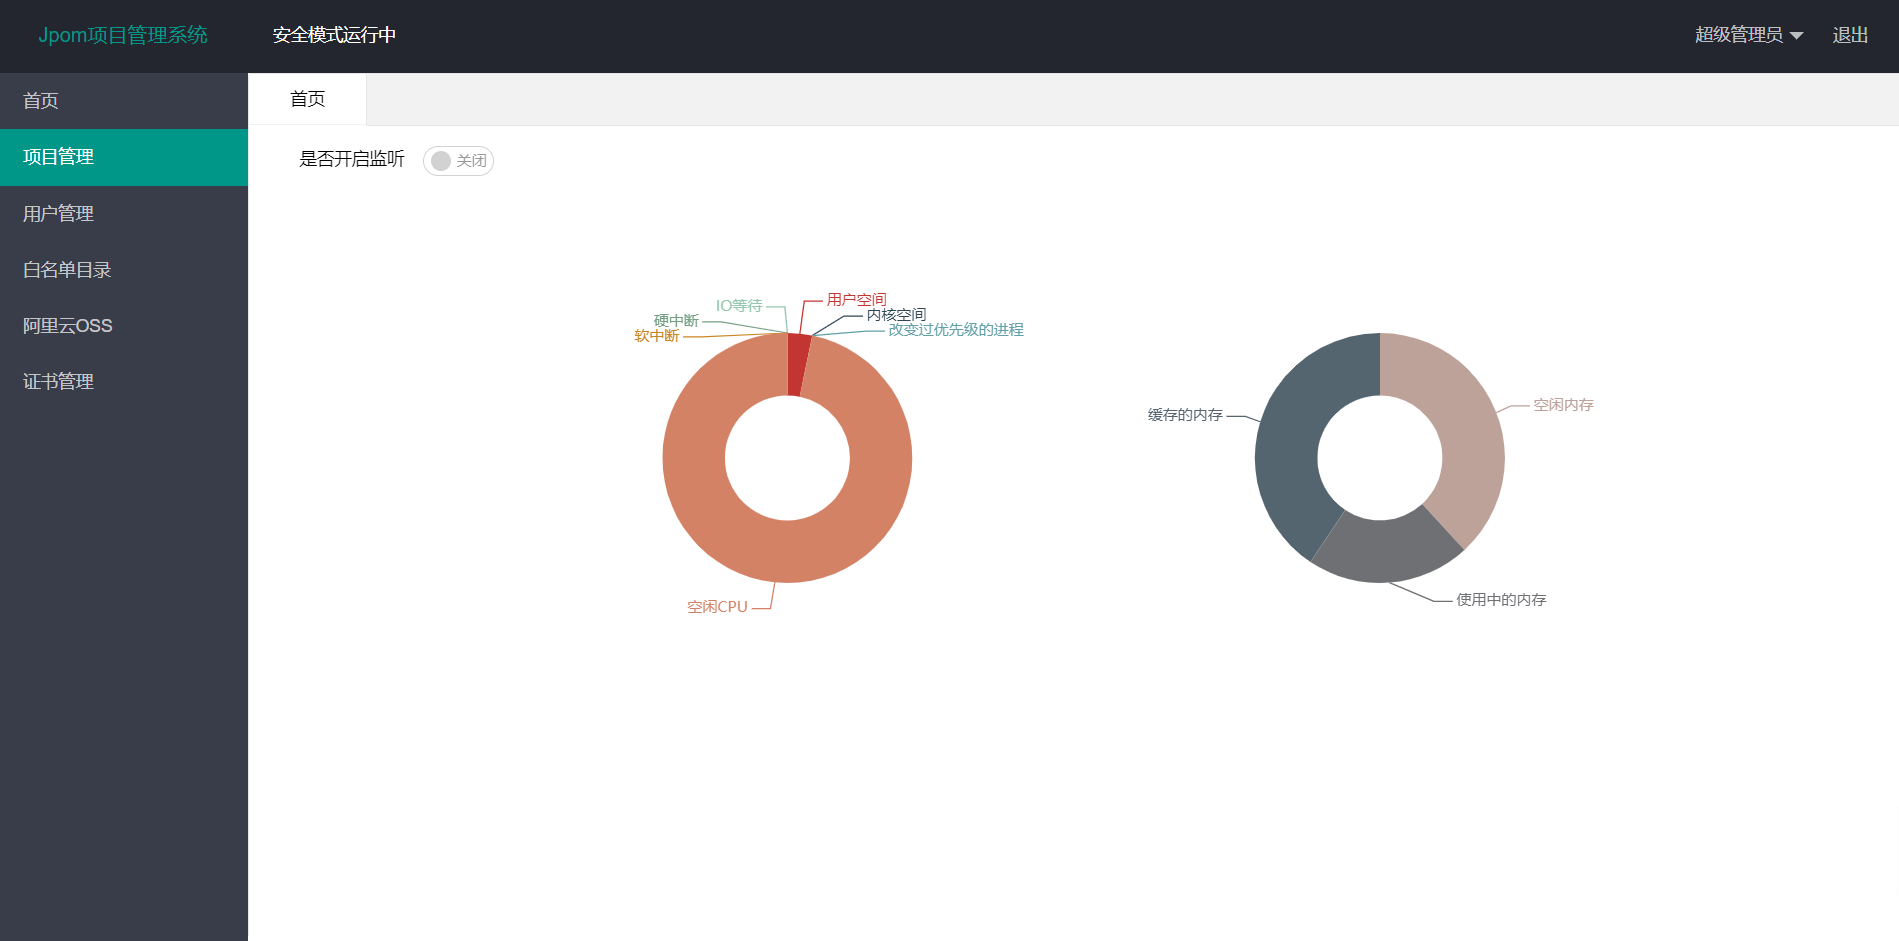 Jpom项目管理系统
安全模式运行中
超级管理员
退出
首页
项目管理
用户管理
白名单目录
阿里云OSS
证书管理
首页
是否开启监听
关闭
用户空间
IO等待
内核空间
硬中断
改变过优先级的进程
软中断
空闲CPU
空闲内存
缓存的内存
使用中的内存